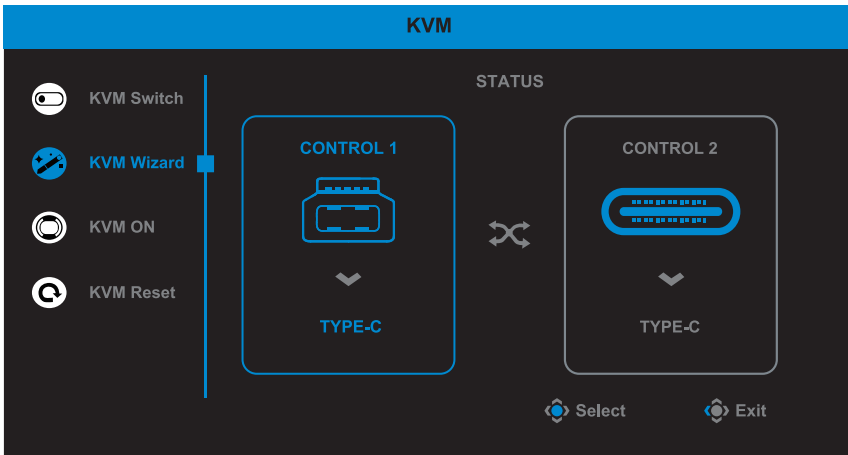 KVM
KVM Switch
KVM Wizard
KVM ON
KVM Reset
STATUS
CONTROL 1
TYPE-C
CONTROL 2
TYPE-C
Select
Exit